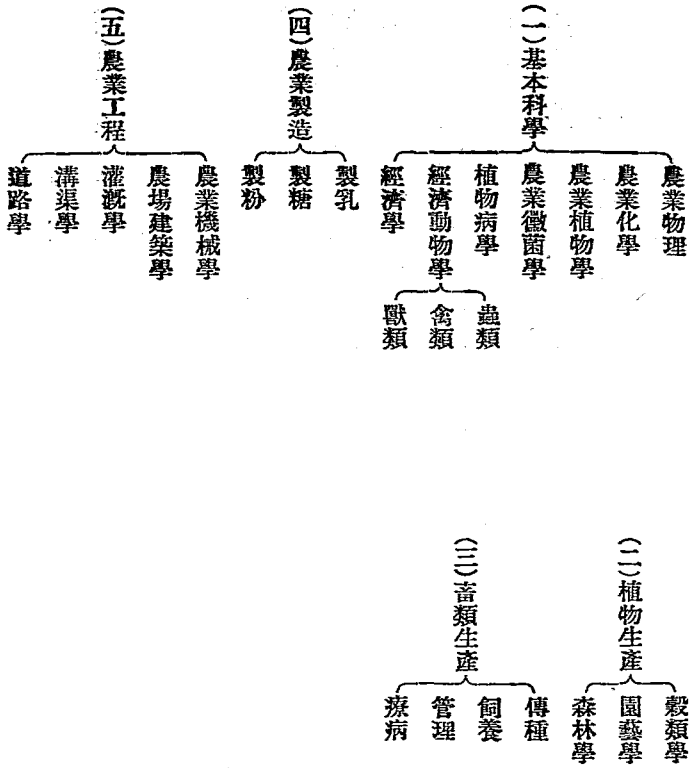 (一)基本科學
農業物理
農業化學
農業植物學
農業黴菌學
植物病學
經濟動物學
蟲類
禽類
獸類
經濟學
(二)植物生產
穀類學
園藝學
森林學
(三)畜類生產
傳種
飼養
管理
療病
(四)農業製造
製乳
製糖
製粉
(五)農業工程
農業機械學
農場建築學
灌漑學
溝渠學
道路學